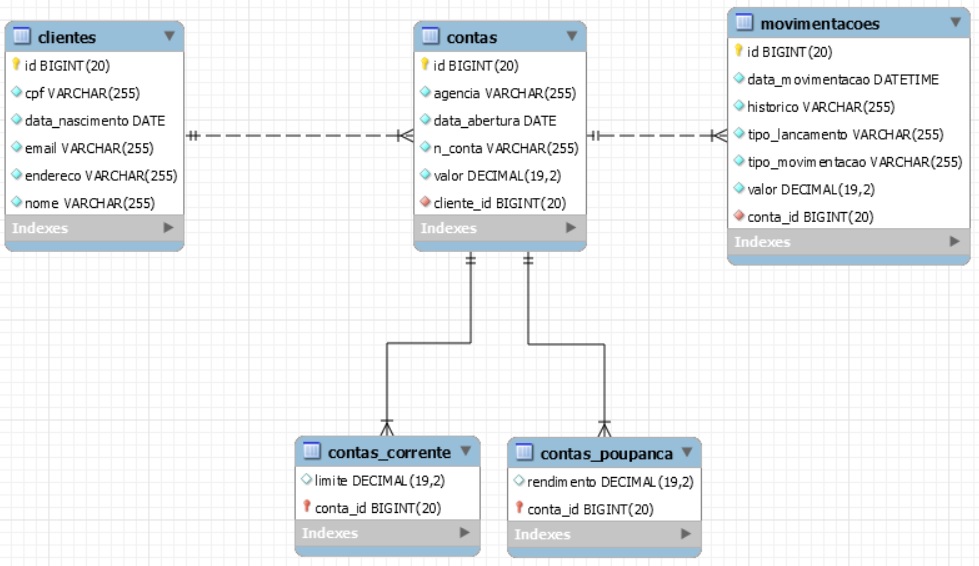 clientes
id BIGINT(20)
cpf VARCHAR(255)
data_nascimento DATE
email VARCHAR(255)
endereco VARCHAR(255)
nome VARCHAR(255)
Indexes
contas
id BIGINT(20)
agencia VARCHAR(255)
data_abertura DATE
n_conta VARCHAR(255)
valor DECIMAL(19,2)
cliente_id BIGINT(20)
Indexes
movimentacoes
id BIGINT(20)
data_movimentacao DATETIME
historico VARCHAR(255)
tipo_lancamento VARCHAR(255)
tipo_movimentacao VARCHAR(255)
valor DECIMAL(19,2)
conta_id BIGINT(20)
Indexes
contas_corrente
limite DECIMAL(19,2)
conta_id BIGINT(20)
Indexes
contas_poupanca
rendimento DECIMAL(19,2)
conta_id BIGINT(20)
Indexes